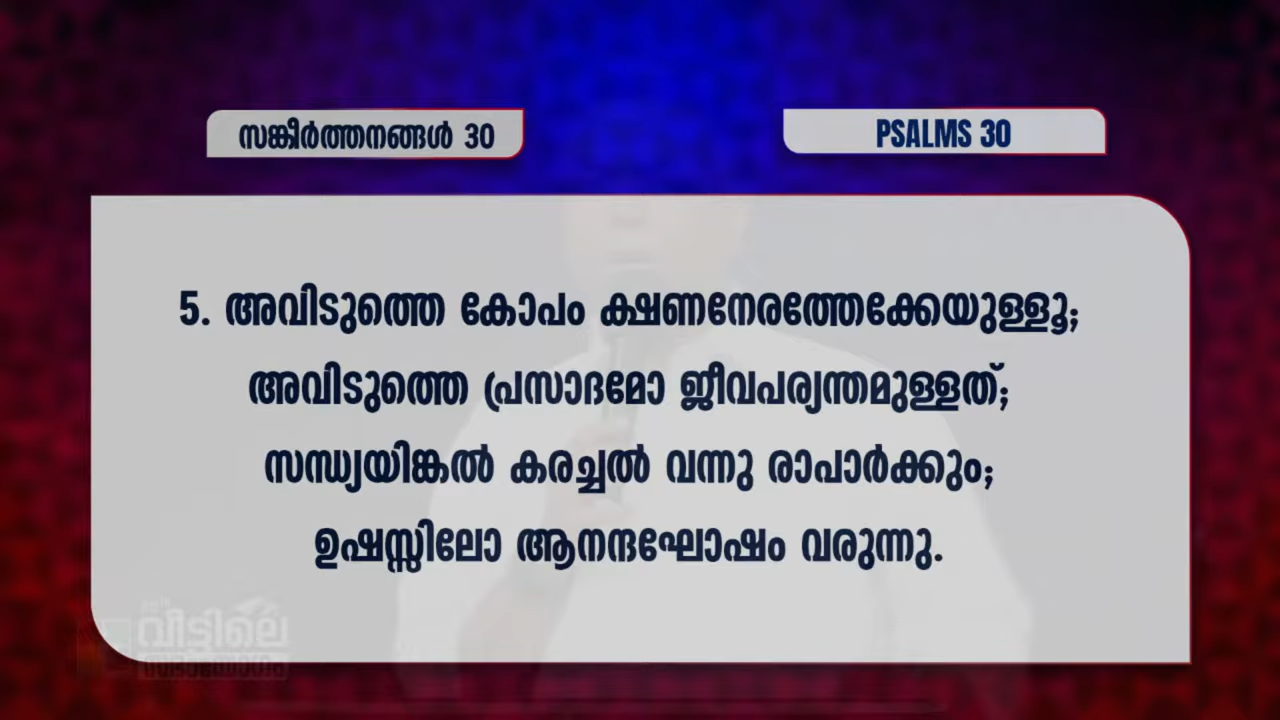 സങ്കീർത്തനങ്ങൾ 30
PSALMS 30
5. അവിടുത്തെ കോപം ക്ഷണനേരത്തേക്കേയുള്ളൂ;
അവിടുത്തെ പ്രസാദമോ ജീവപര്യന്തമുള്ളത്;
സന്ധ്യയിങ്കൽ കരച്ചൽ വന്നു രാപാർക്കും;
ഉഷസ്സിലോ ആനന്ദഘോഷം വരുന്നു.
വീട്ടിലെ